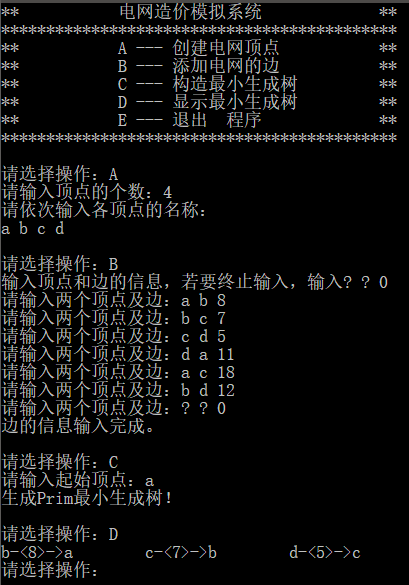 **          电网造价模拟系统          **
********************************************
**          A --- 创建电网顶点          **
**          B --- 添加电网的边          **
**          C --- 构造最小生成树        **
**          D --- 显示最小生成树        **
**          E --- 退出  程序            **
********************************************
请选择操作: A
请输入顶点的个数: 4
请依次输入各顶点的名称:
a b c d
请选择操作: B
输入顶点和边的信息，若要终止输入，输入? ? 0
请输入两个顶点及边: a b 8
请输入两个顶点及边: b c 7
请输入两个顶点及边: c d 5
请输入两个顶点及边: d a 11
请输入两个顶点及边: a c 18
请输入两个顶点及边: b d 12
请输入两个顶点及边: ? ? 0
边的信息输入完成。
请选择操作: C
请输入起始顶点: a
生成Prim最小生成树!
请选择操作: D
b-<8>->a        c-<7>->b        d-<5>->c
请选择操作: